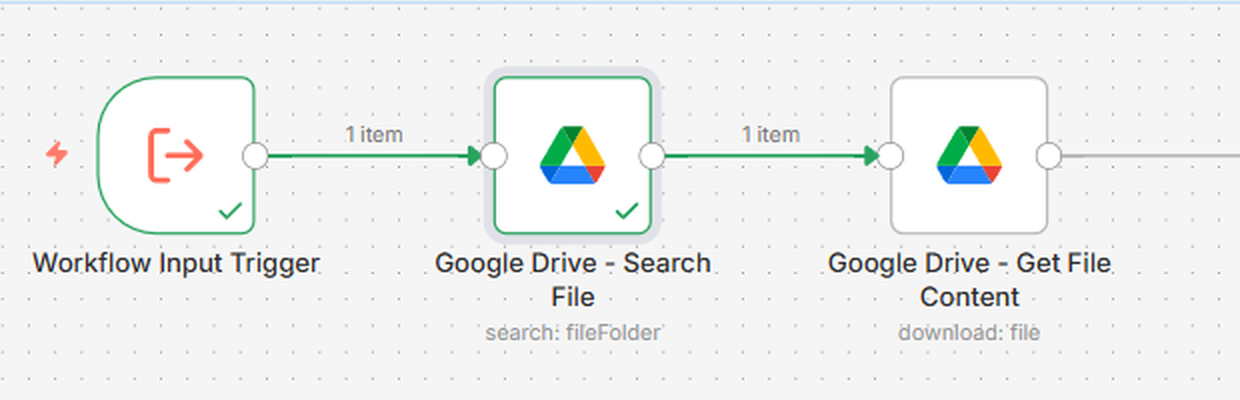 1 item
1 item
Workflow Input Trigger
Google Drive - Search
File
search: fileFolder
Google Drive - Get File
Content
download: file